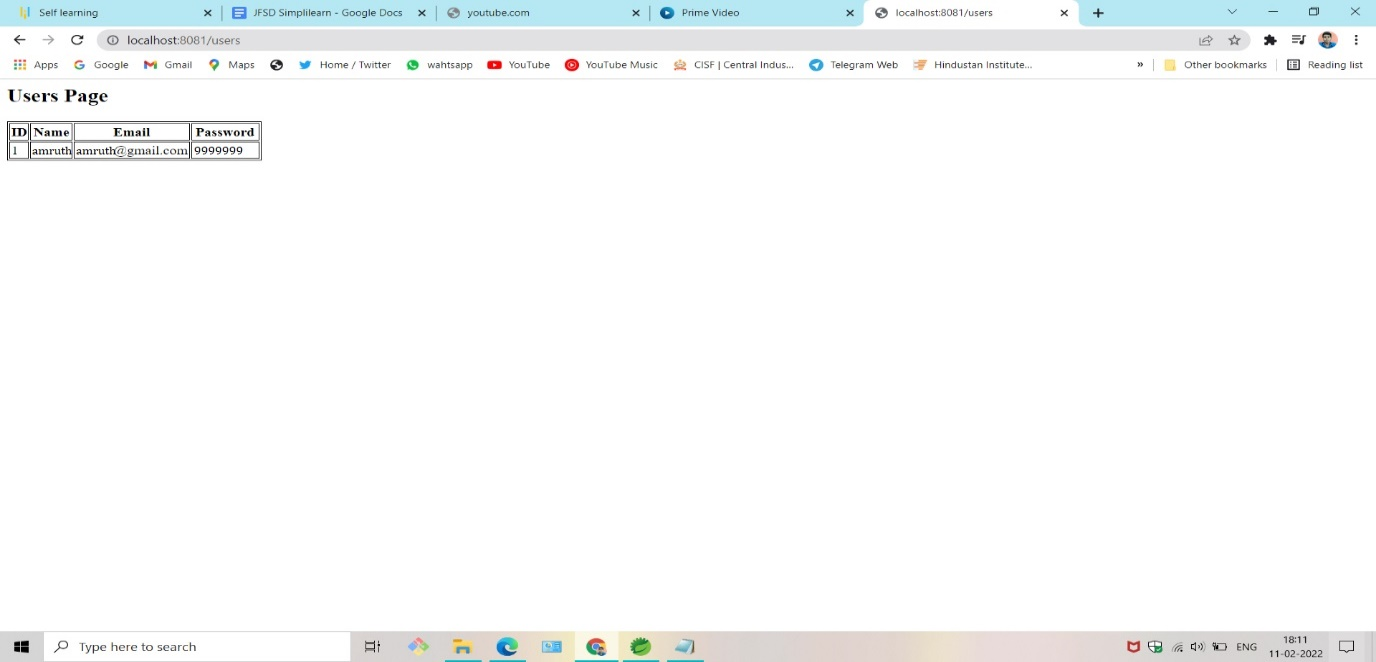 Self learning JFSD Simplilearn - Google Docs youtube.com Prime Video localhost:8081/users
localhost:8081/users
Apps Google Gmail Maps Home / Twitter wahtsapp YouTube YouTube Music CISF | Central Indus... Telegram Web Hindustan Institute... » Other bookmarks Reading list
Users Page
ID Name Email Password
1 amruth amruth@gmail.com 9999999
Type here to search ENG 18:11
11-02-2022